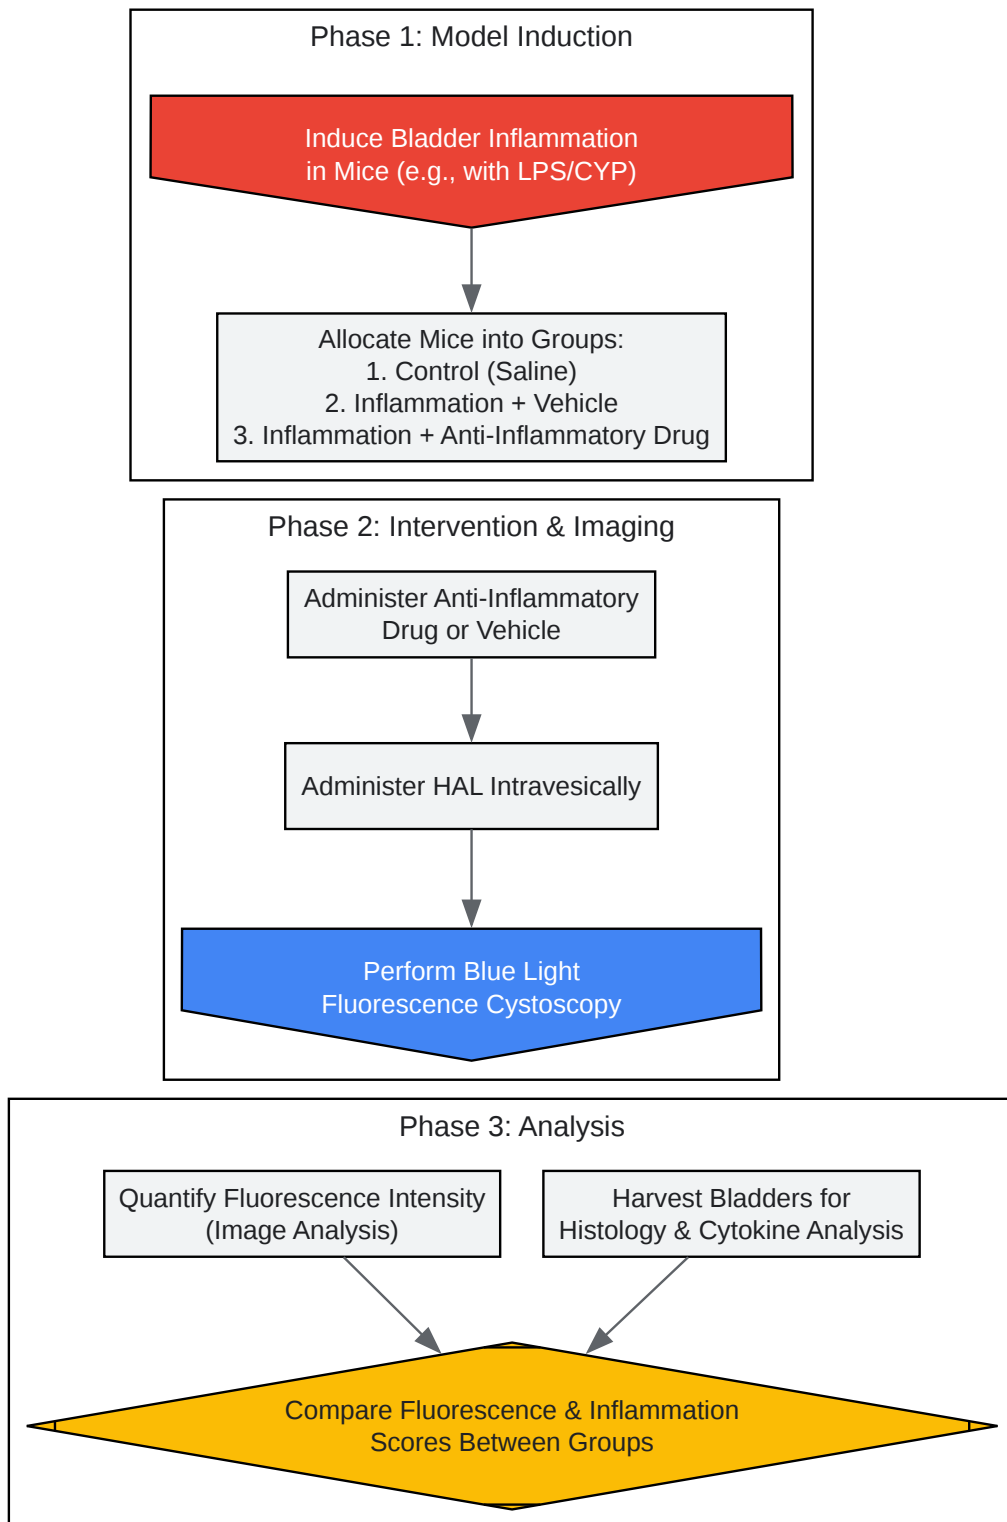 Phase 1: Model Induction
Induce Bladder Inflammation
in Mice (e.g., with LPS/CYP)
Allocate Mice into Groups:
1. Control (Saline)
2. Inflammation + Vehicle
3. Inflammation + Anti-Inflammatory Drug
Phase 2: Intervention & Imaging
Administer Anti-Inflammatory
Drug or Vehicle
Administer HAL Intravesically
Perform Blue Light
Fluorescence Cystoscopy
Phase 3: Analysis
Quantify Fluorescence Intensity
(Image Analysis)
Harvest Bladders for
Histology & Cytokine Analysis
Compare Fluorescence & Inflammation
Scores Between Groups